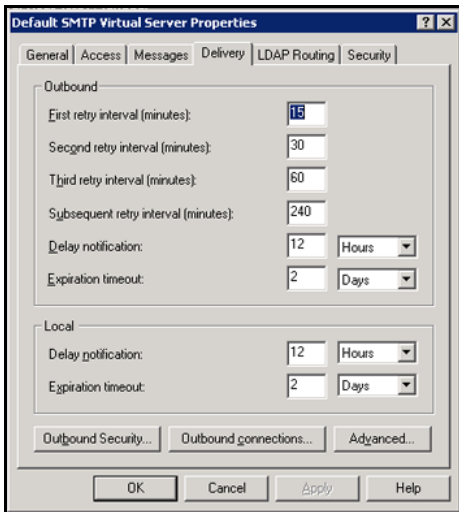 Default SMTP Virtual Server Properties
General Access Messages Delivery LDAP Routing Security
Outbound
First retry interval (minutes): 15
Second retry interval (minutes): 30
Third retry interval (minutes): 60
Subsequent retry interval (minutes): 240
Delay notification: 12 Hours
Expiration timeout: 2 Days
Local
Delay notification: 12 Hours
Expiration timeout: 2 Days
Outbound Security... Outbound connections... Advanced...
OK Cancel Apply Help